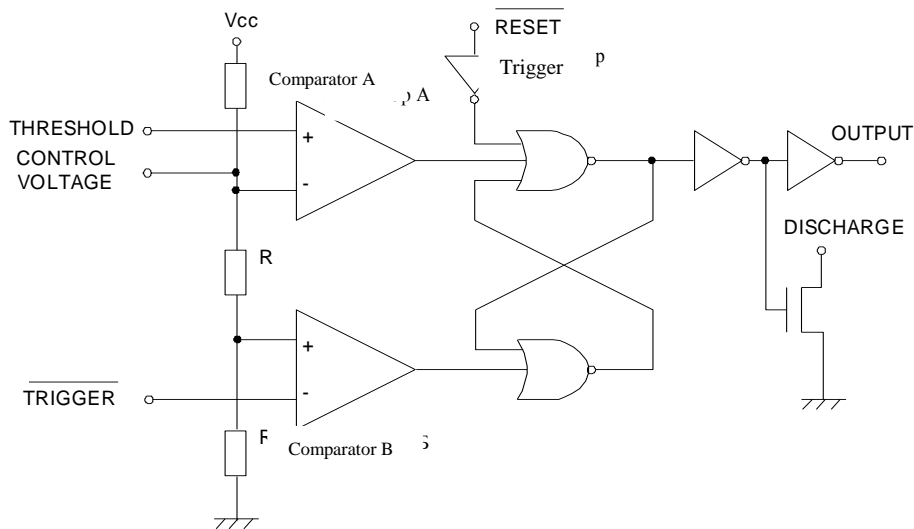 Vcc
RESET
Trigger p
Comparator A
A
THRESHOLD
+
OUTPUT
CONTROL
VOLTAGE
-
DISCHARGE
R
+
TRIGGER
-
Comparator B